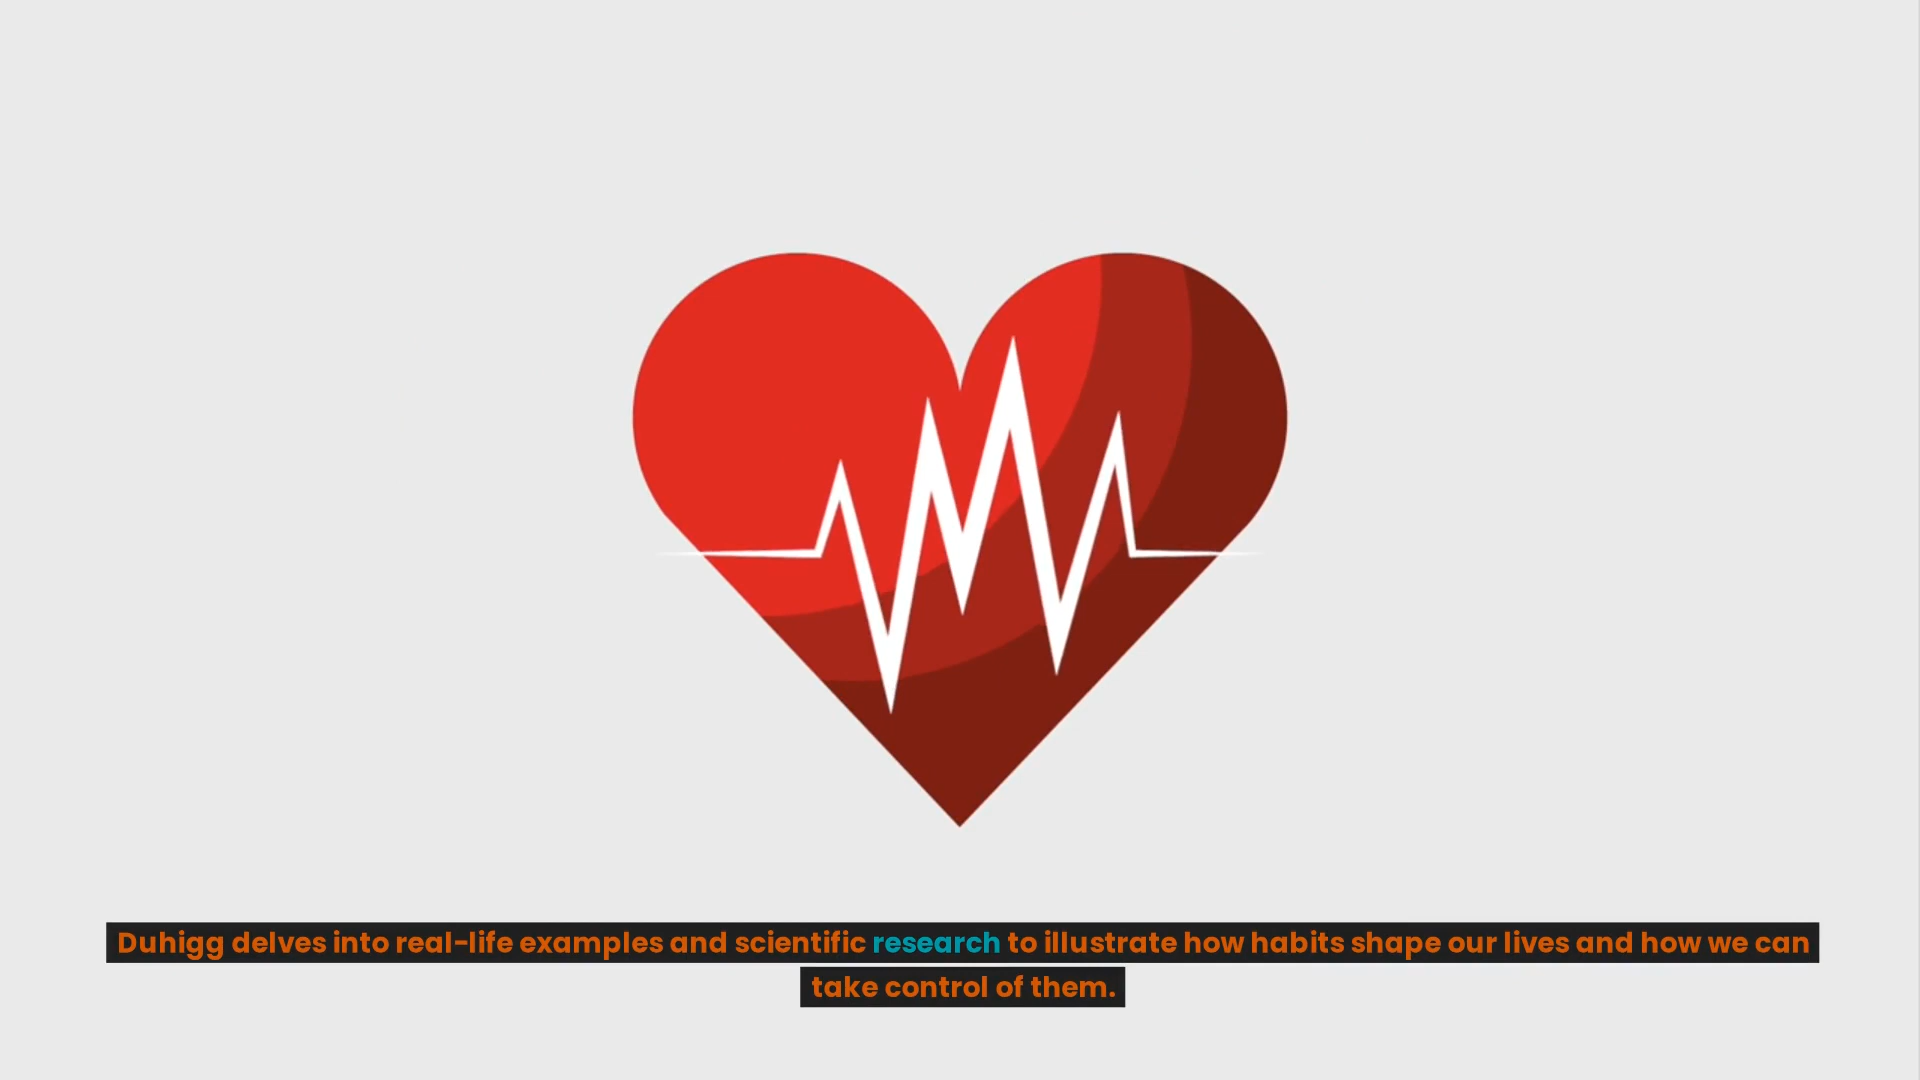 Duhigg delves into real-life examples and scientific research to illustrate how habits shape our lives and how we can
take control of them.